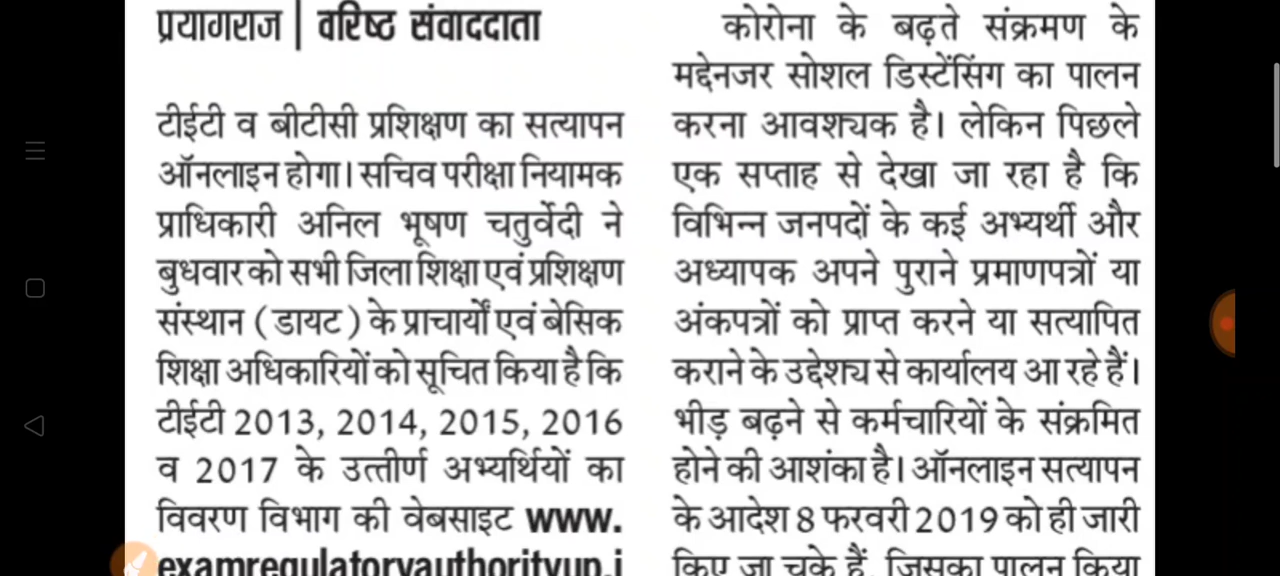 प्रयागराज | वरिष्ठ संवाददाता
टीईटी व बीटीसी प्रशिक्षण का सत्यापन
ऑनलाइन होगा। सचिव परीक्षा नियामक
प्राधिकारी अनिल भूषण चतुर्वेदी ने
बुधवार को सभी जिला शिक्षा एवं प्रशिक्षण
संस्थान (डायट) के प्राचार्यों एवं बेसिक
शिक्षा अधिकारियों को सूचित किया है कि
टीईटी 2013, 2014, 2015, 2016
व 2017 के उत्तीर्ण अभ्यर्थियों का
विवरण विभाग की वेबसाइट www.
examregulatoryauthorityup.i
कोरोना के बढ़ते संक्रमण के
मद्देनजर सोशल डिस्टेंसिंग का पालन
करना आवश्यक है। लेकिन पिछले
एक सप्ताह से देखा जा रहा है कि
विभिन्न जनपदों के कई अभ्यर्थी और
अध्यापक अपने पुराने प्रमाणपत्रों या
अंकपत्रों को प्राप्त करने या सत्यापित
कराने के उद्देश्य से कार्यालय आ रहे हैं।
भीड़ बढ़ने से कर्मचारियों के संक्रमित
होने की आशंका है। ऑनलाइन सत्यापन
के आदेश 8 फरवरी 2019 को ही जारी
किए जा चुके हैं, जिसका पालन किया